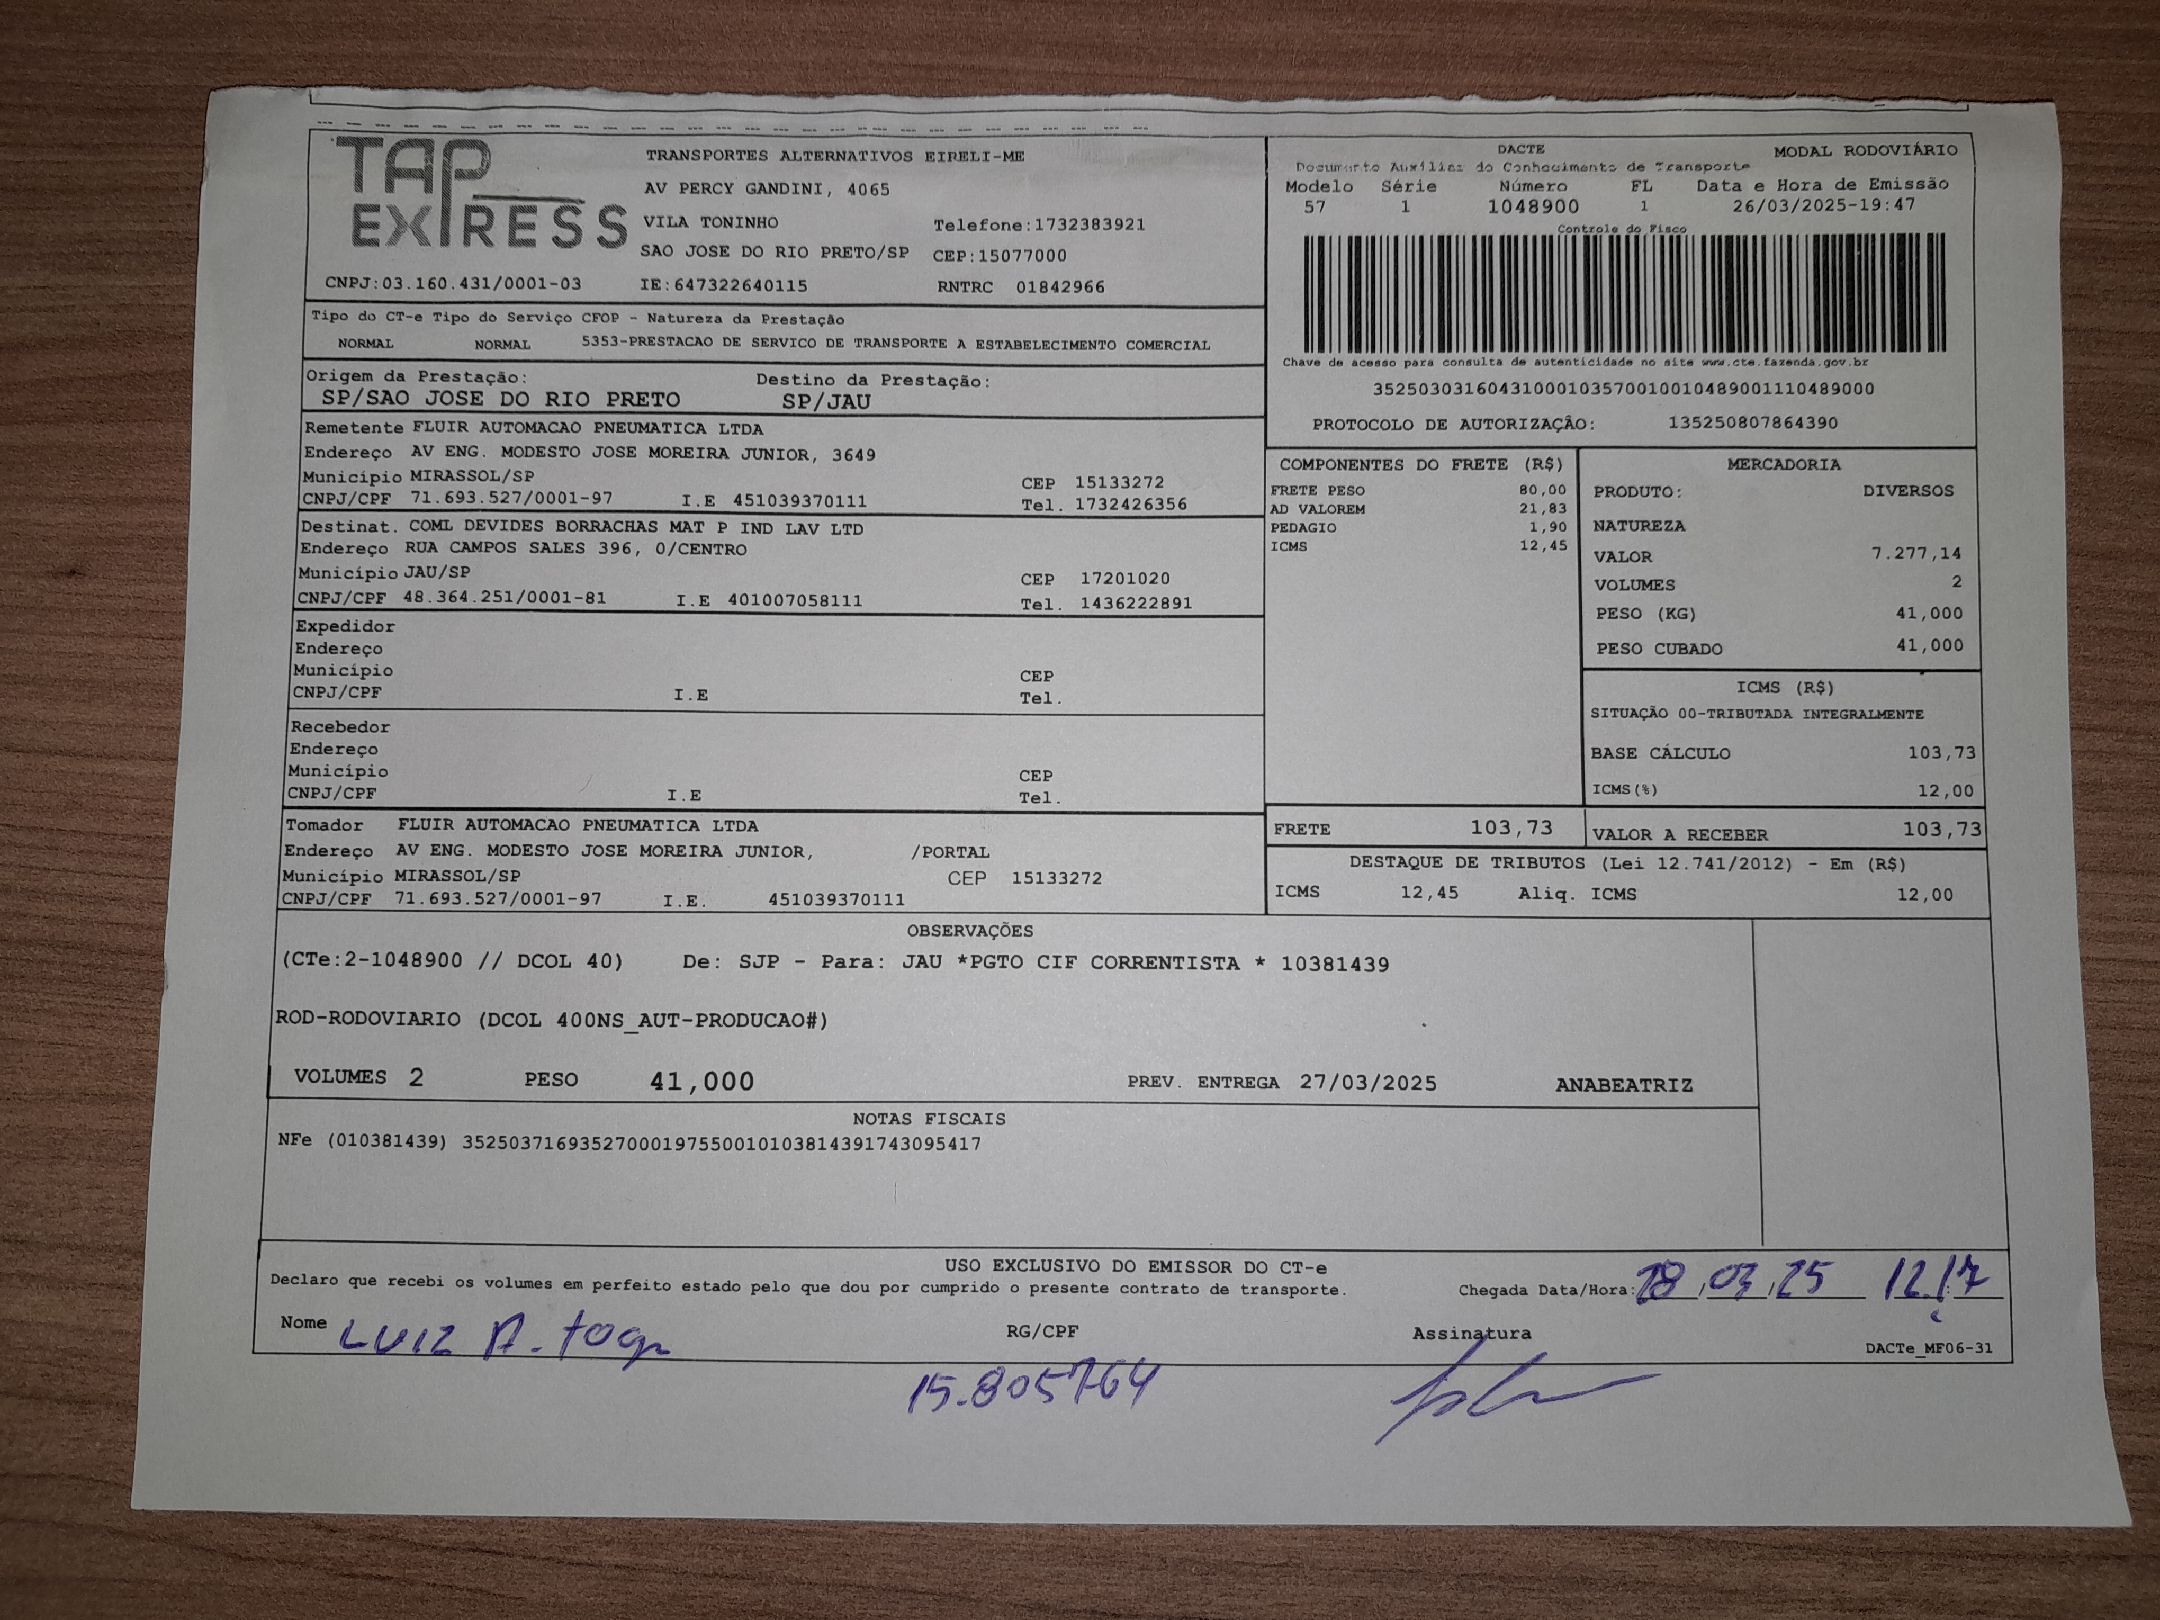 TAP EXPRESS
TRANSPORTES ALTERNATIVOS EIRELI-ME
AV PERCY GANDINI, 4065
VILA TONINHO Telefone:1732383921
SAO JOSE DO RIO PRETO/SP CEP:15077000
CNPJ:03.160.431/0001-03 IE:647322640115 RNTRC 01842966
DACTE MODAL RODOVIÁRIO
Documento Auxiliar do Conhecimento de Transporte
Modelo Série Número FL Data e Hora de Emissão
57 1 1048900 1 26/03/2025-19:47
Controle do Fisco
Chave de acesso para consulta de autenticidade no site www.cte.fazenda.gov.br
35250303160431000103570010010489001110489000
PROTOCOLO DE AUTORIZAÇÂO: 135250807864390
Tipo do CT-e Tipo do Serviço CFOP - Natureza da Prestação
NORMAL NORMAL 5353-PRESTACAO DE SERVICO DE TRANSPORTE A ESTABELECIMENTO COMERCIAL
Origem da Prestação: Destino da Prestação:
SP/SAO JOSE DO RIO PRETO SP/JAU
Remetente FLUIR AUTOMACAO PNEUMATICA LTDA
Endereço AV ENG. MODESTO JOSE MOREIRA JUNIOR, 3649
Município MIRASSOL/SP CEP 15133272
CNPJ/CPF 71.693.527/0001-97 I.E 451039370111 Tel. 1732426356
Destinat. COML DEVIDES BORRACHAS MAT P IND LAV LTD
Endereço RUA CAMPOS SALES 396, 0/CENTRO
Município JAU/SP CEP 17201020
CNPJ/CPF 48.364.251/0001-81 I.E 401007058111 Tel. 1436222891
Expedidor
Endereço
Município CEP
CNPJ/CPF I.E Tel.
Recebedor
Endereço
Município CEP
CNPJ/CPF I.E Tel.
Tomador FLUIR AUTOMACAO PNEUMATICA LTDA
Endereço AV ENG. MODESTO JOSE MOREIRA JUNIOR, /PORTAL
Município MIRASSOL/SP CEP 15133272
CNPJ/CPF 71.693.527/0001-97 I.E. 451039370111
COMPONENTES DO FRETE (R$)
FRETE PESO 80,00
AD VALOREM 21,83
PEDAGIO 1,90
ICMS 12,45
MERCADORIA
PRODUTO: DIVERSOS
NATUREZA
VALOR 7.277,14
VOLUMES 2
PESO (KG) 41,000
PESO CUBADO 41,000
ICMS (R$)
SITUAÇÃO 00-TRIBUTADA INTEGRALMENTE
BASE CÁLCULO 103,73
ICMS(%) 12,00
FRETE 103,73 VALOR A RECEBER 103,73
DESTAQUE DE TRIBUTOS (Lei 12.741/2012) - Em (R$)
ICMS 12,45 Aliq. ICMS 12,00
OBSERVAÇÕES
(CTe:2-1048900 // DCOL 40) De: SJP - Para: JAU *PGTO CIF CORRENTISTA * 10381439
ROD-RODOVIARIO (DCOL 400NS_AUT-PRODUCAO#)
VOLUMES 2 PESO 41,000 PREV. ENTREGA 27/03/2025 ANABEATRIZ
NOTAS FISCAIS
NFe (010381439) 35250371693527000197550010103814391743095417
USO EXCLUSIVO DO EMISSOR DO CT-e
Declaro que recebi os volumes em perfeito estado pelo que dou por cumprido o presente contrato de transporte. Chegada Data/Hora: 28,03,25 12:17
Nome LUIZ A. RG/CPF Assinatura
DACTe_MF06-31
15.805764